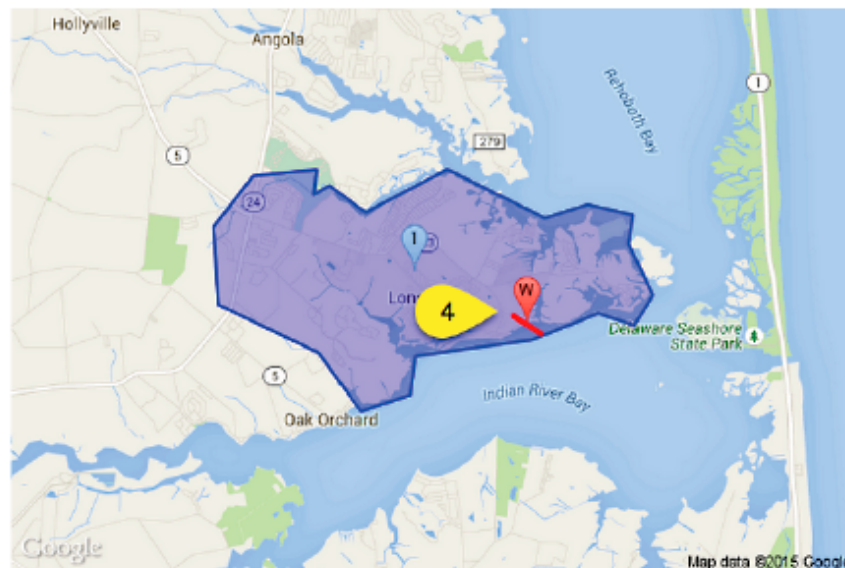 Hollyville
Angola
1
Rehoboth Bay
279
5
24
1
W
4
5
Delaware Seashore
State Park
Indian River Bay
Oak Orchard
Google
Map data ©2015 Google